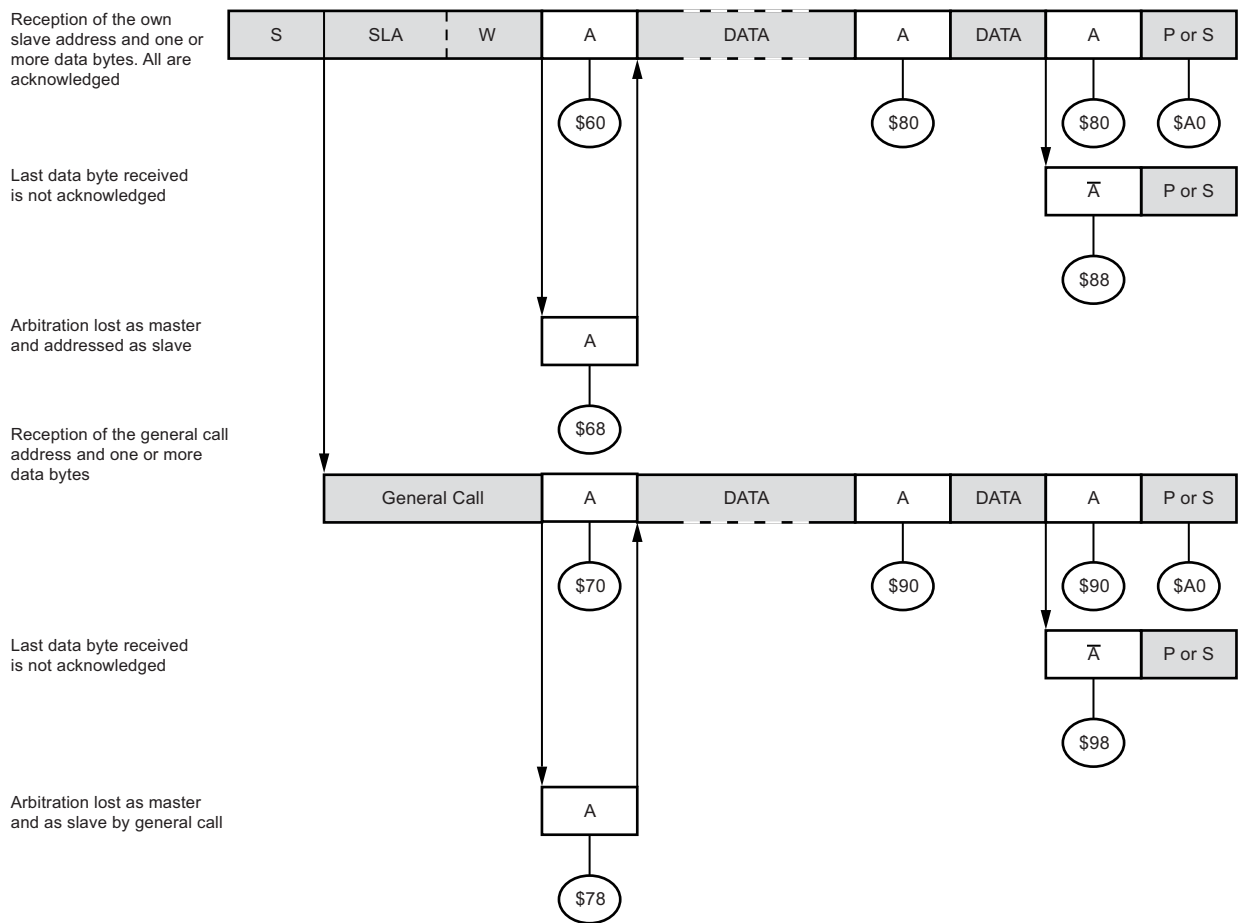 Reception of the own
slave address and one or
more data bytes. All are
acknowledged
S SLA W A DATA A DATA A P or S
$60 $80 $80 $A0
Last data byte received
is not acknowledged
A̅ P or S
$88
Arbitration lost as master
and addressed as slave
A
$68
Reception of the general call
address and one or more
data bytes
General Call A DATA A DATA A P or S
$70 $90 $90 $A0
Last data byte received
is not acknowledged
A̅ P or S
$98
Arbitration lost as master
and as slave by general call
A
$78